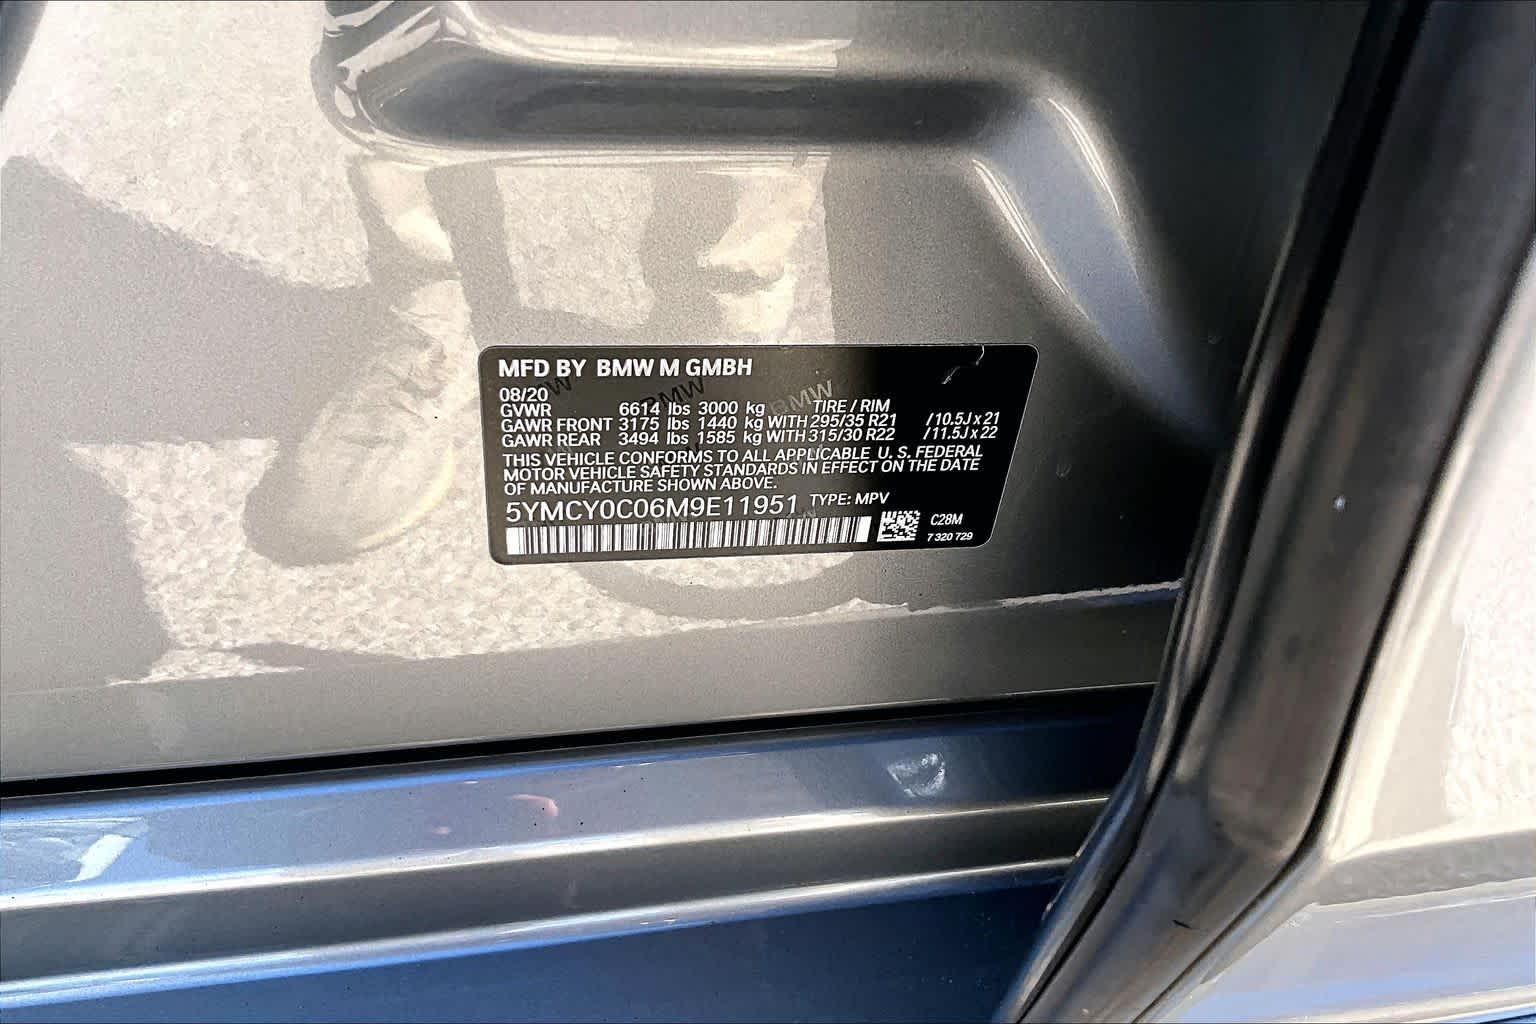 MFD BY BMW M GMBH
08/20
GVWR 6614 lbs 3000 kg TIRE / RIM
GAWR FRONT 3175 lbs 1440 kg WITH 295/35 R21 / 10.5J x 21
GAWR REAR 3494 lbs 1585 kg WITH 315/30 R22 / 11.5J x 22
THIS VEHICLE CONFORMS TO ALL APPLICABLE U. S. FEDERAL
MOTOR VEHICLE SAFETY STANDARDS IN EFFECT ON THE DATE
OF MANUFACTURE SHOWN ABOVE.
5YMCY0C06M9E11951 TYPE: MPV
C28M
7 320 729
BMW
BMW